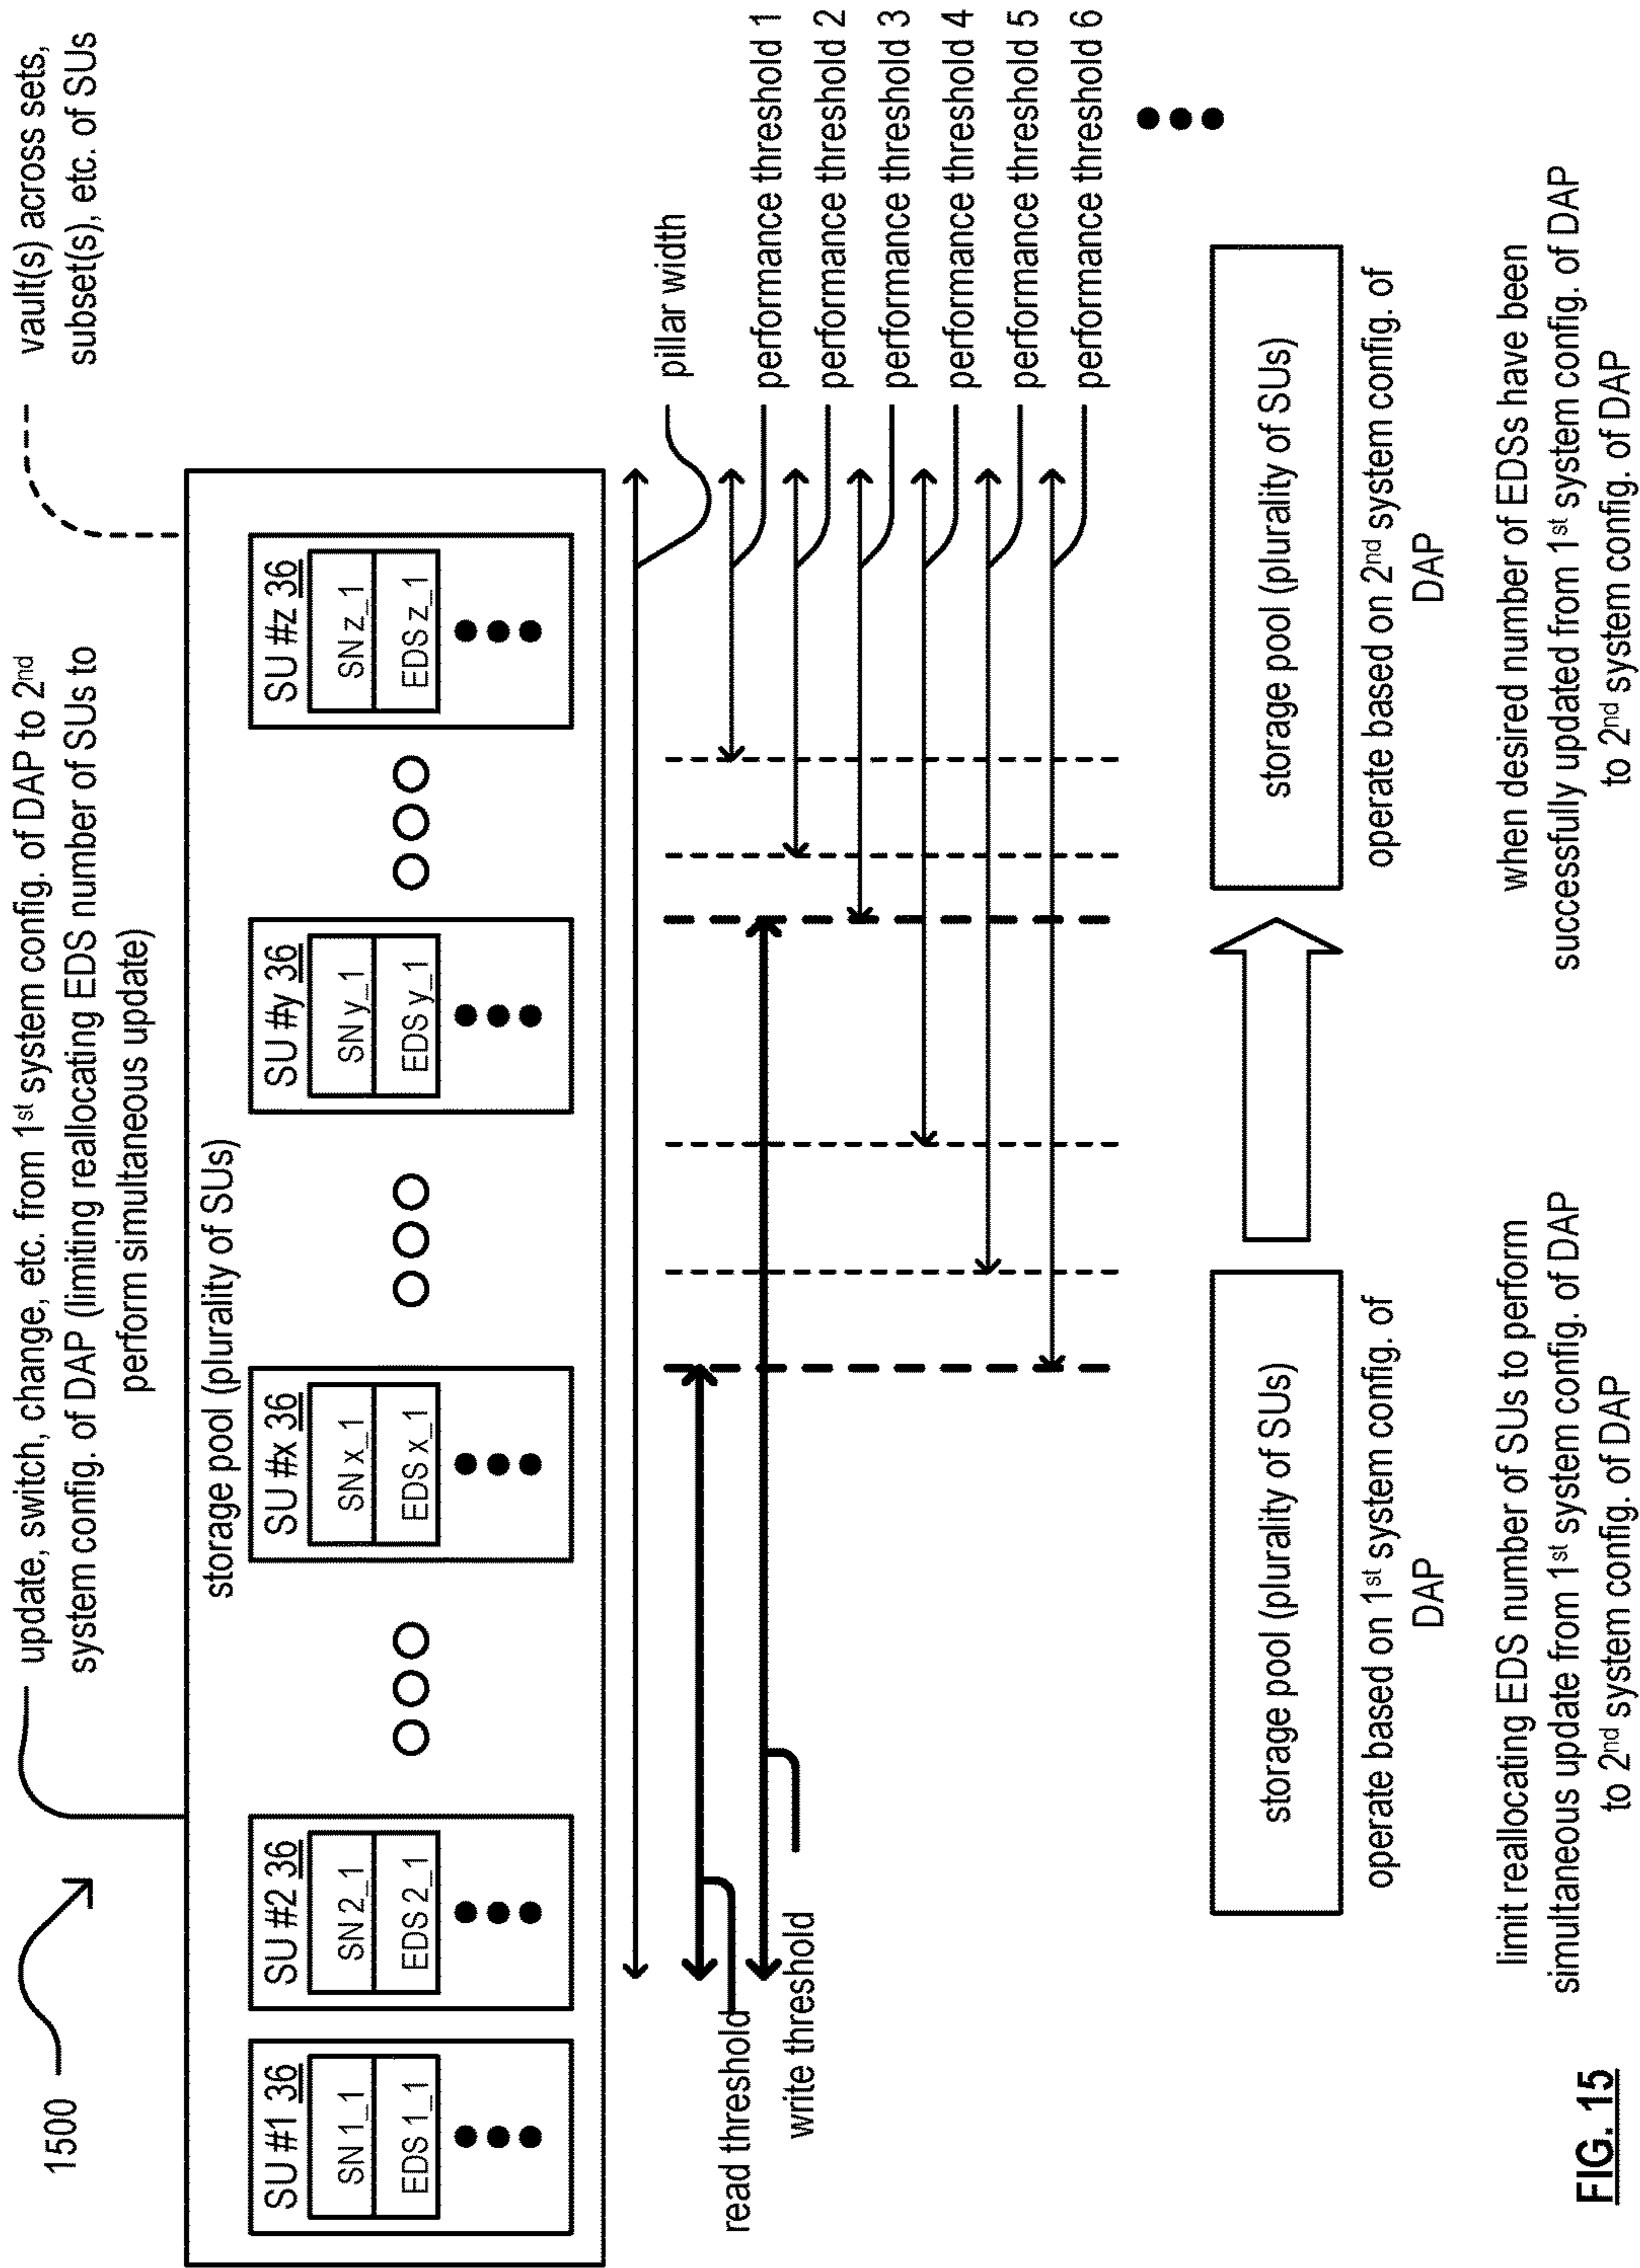 1500
update, switch, change, etc. from 1st system config. of DAP to 2nd
system config. of DAP (limiting reallocating EDS number of SUs to
perform simultaneous update)
vault(s) across sets,
subset(s), etc. of SUs
storage pool (plurality of SUs)
SU #1 36
SN 1_1
EDS 1_1
SU #2 36
SN 2_1
EDS 2_1
SU #x 36
SN x_1
EDS x_1
SU #y 36
SN y_1
EDS y_1
SU #z 36
SN z_1
EDS z_1
pillar width
read threshold
write threshold
performance threshold 1
performance threshold 2
performance threshold 3
performance threshold 4
performance threshold 5
performance threshold 6
storage pool (plurality of SUs)
operate based on 1st system config. of
DAP
limit reallocating EDS number of SUs to perform
simultaneous update from 1st system config. of DAP
to 2nd system config. of DAP
storage pool (plurality of SUs)
operate based on 2nd system config. of
DAP
when desired number of EDSs have been
successfully updated from 1st system config. of DAP
to 2nd system config. of DAP
FIG. 15